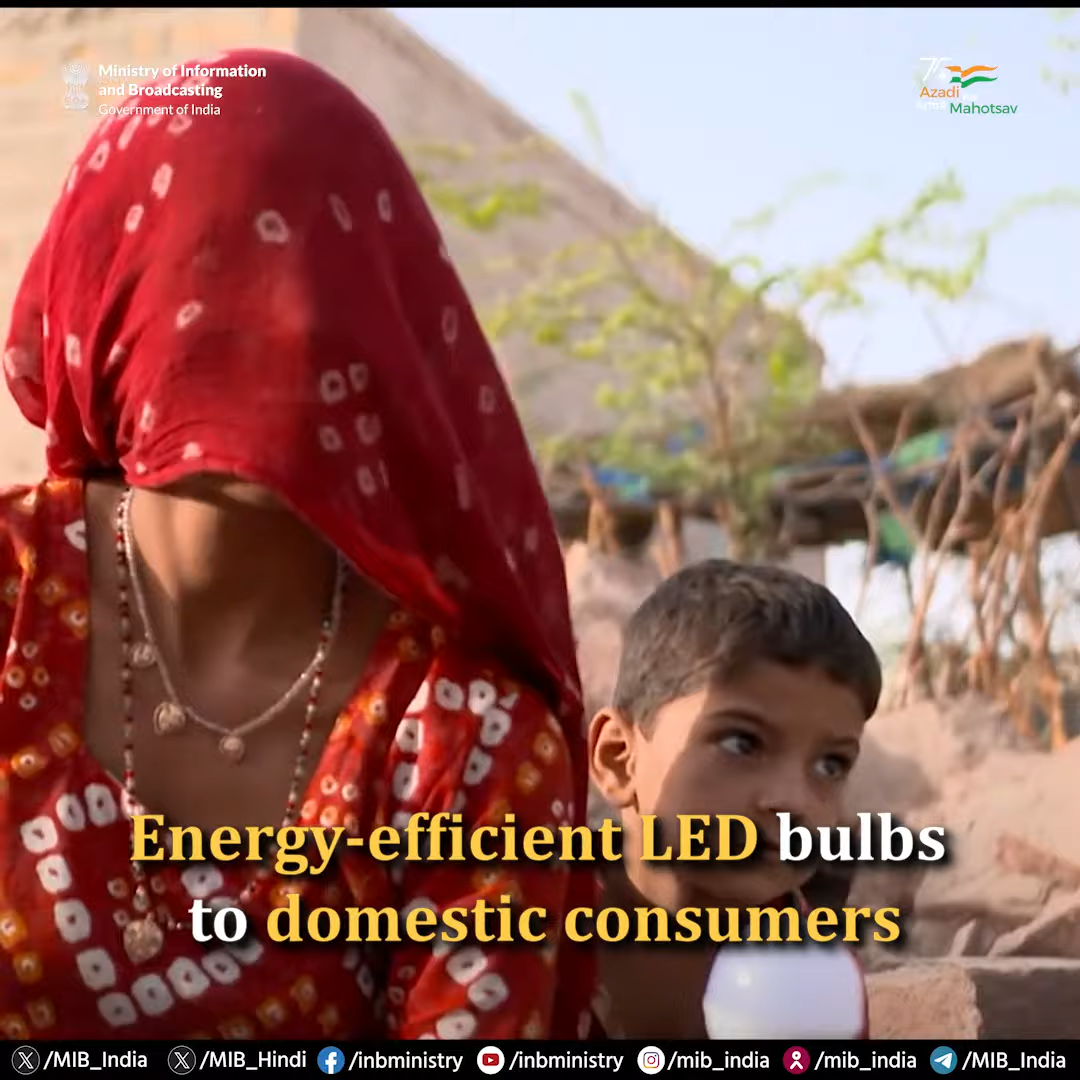 Ministry of Information
and Broadcasting
Government of India
Azadi
Mahotsav
Energy-efficient LED bulbs
to domestic consumers
/MIB_India /MIB_Hindi /inbministry /inbministry /mib_india /mib_india /MIB_India